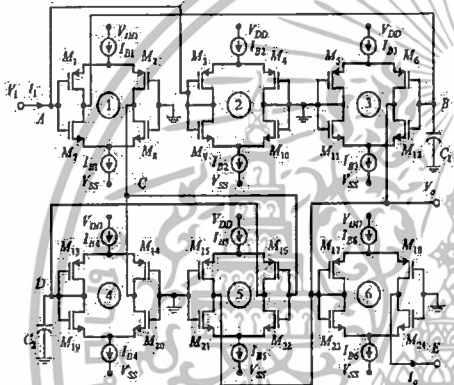 V_DD V_DD V_DD
I_B1 I_B2 I_B3
M_1 M_2 M_3 M_4 M_5 M_6
V_i I_i
A 1 2 3 B
M_7 M_8 M_9 M_10 M_11 M_12 C_1
I_B1 I_B2 I_B3
V_SS V_SS V_SS
C V_o
V_DD V_DD V_DD
I_B4 I_B5 I_B6
M_13 M_14 M_15 M_16 M_17 M_18
D 4 5 6
C_2
M_19 M_20 M_21 M_22 M_23 M_24 E
I_B4 I_B5 I_B6 I_o
V_SS V_SS V_SS